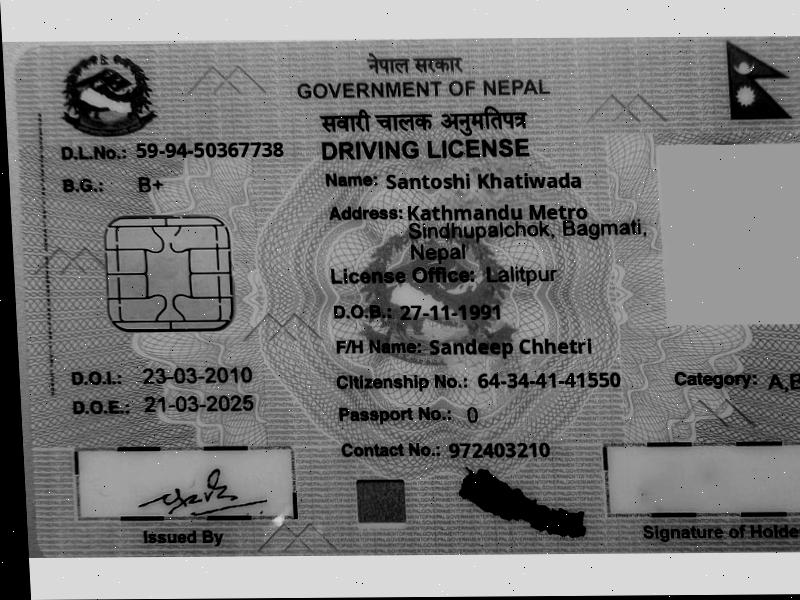 नेपाल सरकार
GOVERNMENT OF NEPAL
सवारी चालक अनुमतिपत्र
DRIVING LICENSE
D.L.No.: 59-94-50367738
B.G.: B+
Name: Santoshi Khatiwada
Address: Kathmandu Metro
Sindhupalchok, Bagmati,
Nepal
License Office: Lalitpur
D.O.B.: 27-11-1991
F/H Name: Sandeep Chhetri
D.O.I.: 23-03-2010
Citizenship No.: 64-34-41-41550
Category: A,B
D.O.E.: 21-03-2025
Passport No.: 0
Contact No.: 972403210
Issued By
Signature of Holde